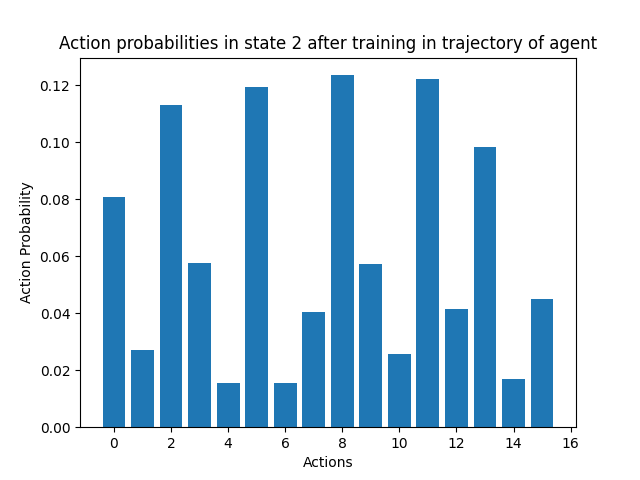 Action probabilities in state 2 after training in trajectory of agent
0.12
0.10
0.08
0.06
0.04
0.02
0.00
Action Probability
0 2 4 6 8 10 12 14 16
Actions